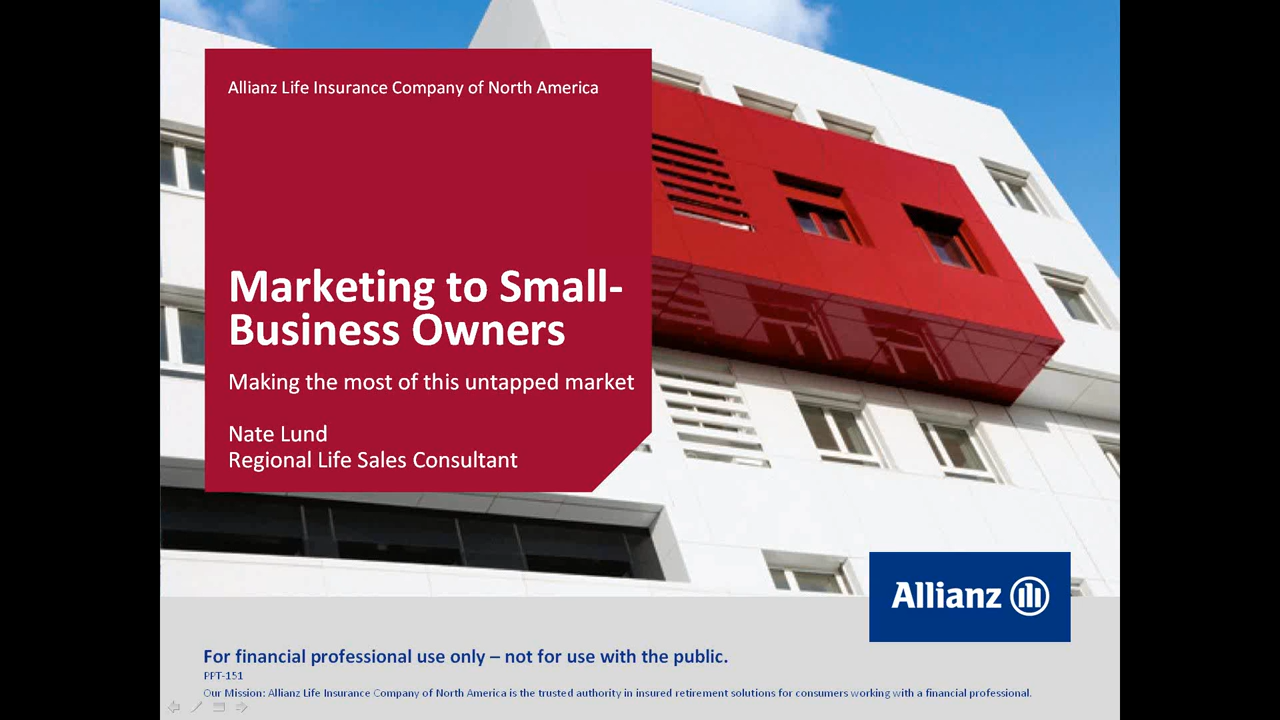 Allianz Life Insurance Company of North America
Marketing to Small-
Business Owners
Making the most of this untapped market
Nate Lund
Regional Life Sales Consultant
Allianz
For financial professional use only – not for use with the public.
PPT-151
Our Mission: Allianz Life Insurance Company of North America is the trusted authority in insured retirement solutions for consumers working with a financial professional.